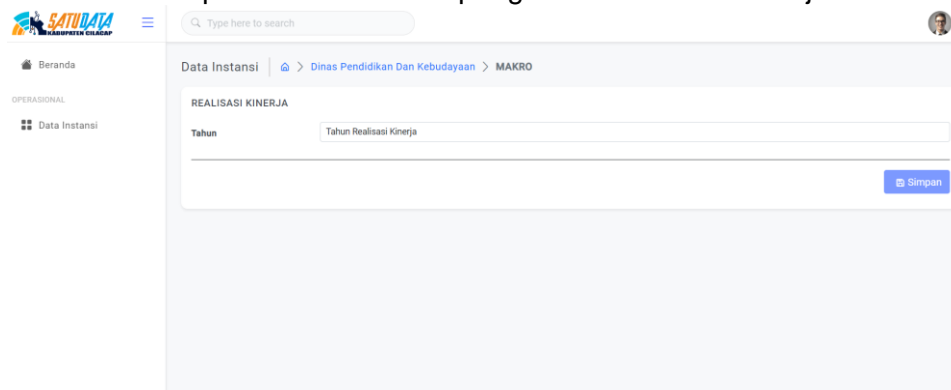 SATUDATA
KABUPATEN CILACAP
Type here to search
Beranda
OPERASIONAL
Data Instansi
Data Instansi > Dinas Pendidikan Dan Kebudayaan > MAKRO
REALISASI KINERJA
Tahun Tahun Realisasi Kinerja
Simpan